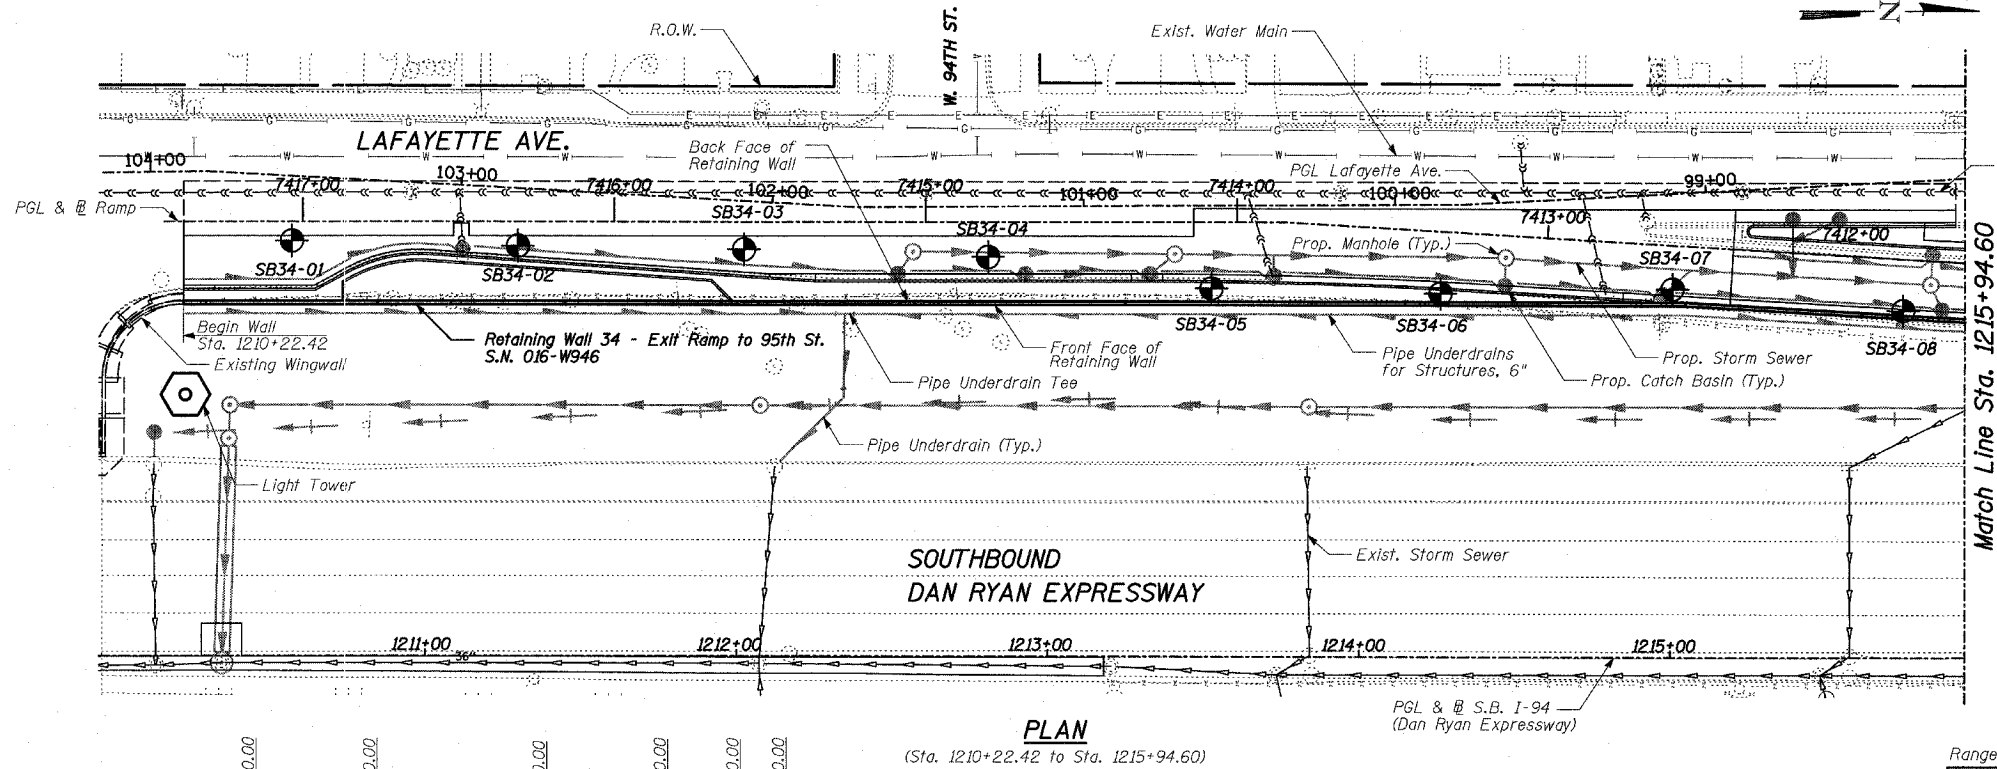 N
R.O.W.
W. 94TH ST.
Exist. Water Main
LAFAYETTE AVE.
Back Face of
Retaining Wall
PGL Lafayette Ave.
104+00
103+00
102+00
101+00
100+00
99+00
7417+00
7416+00
7415+00
7414+00
7413+00
7412+00
PGL & ᴃL Ramp
SB34-01
SB34-02
SB34-03
SB34-04
SB34-05
SB34-06
SB34-07
SB34-08
Prop. Manhole (Typ.)
Begin Wall
Sta. 1210+22.42
Existing Wingwall
Retaining Wall 34 - Exit Ramp to 95th St.
S.N. 016-W946
Front Face of
Retaining Wall
Pipe Underdrain Tee
Pipe Underdrains
for Structures, 6"
Prop. Storm Sewer
Prop. Catch Basin (Typ.)
Pipe Underdrain (Typ.)
Light Tower
Match Line Sta. 1215+94.60
SOUTHBOUND
DAN RYAN EXPRESSWAY
Exist. Storm Sewer
1211+00
36"
1212+00
1213+00
1214+00
1215+00
PGL & ᴃL S.B. I-94
(Dan Ryan Expressway)
PLAN
(Sta. 1210+22.42 to Sta. 1215+94.60)
Range